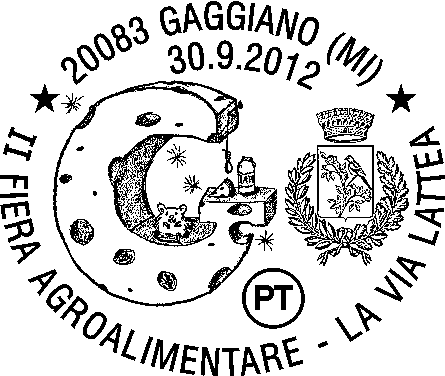 20083 GAGGIANO (MI)
30.9.2012
II FIERA AGROALIMENTARE - LA VIA LATTEA
PT